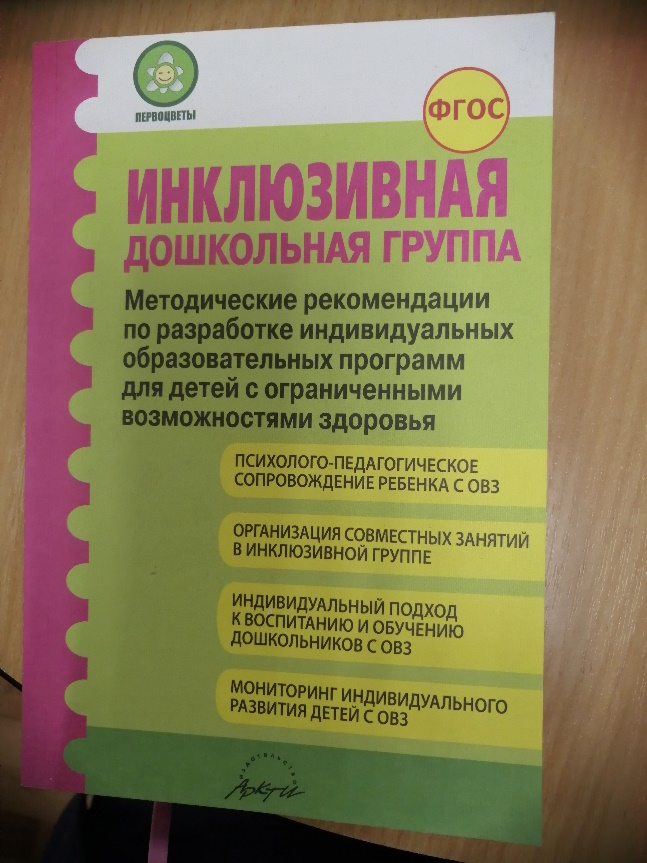 ПЕРВОЦВЕТЫ
ФГОС
ИНКЛЮЗИВНАЯ
ДОШКОЛЬНАЯ ГРУППА
Методические рекомендации
по разработке индивидуальных
образовательных программ
для детей с ограниченными
возможностями здоровья
ПСИХОЛОГО-ПЕДАГОГИЧЕСКОЕ
СОПРОВОЖДЕНИЕ РЕБЕНКА С ОВЗ
ОРГАНИЗАЦИЯ СОВМЕСТНЫХ ЗАНЯТИЙ
В ИНКЛЮЗИВНОЙ ГРУППЕ
ИНДИВИДУАЛЬНЫЙ ПОДХОД
К ВОСПИТАНИЮ И ОБУЧЕНИЮ
ДОШКОЛЬНИКОВ С ОВЗ
МОНИТОРИНГ ИНДИВИДУАЛЬНОГО
РАЗВИТИЯ ДЕТЕЙ С ОВЗ
ИЗДАТЕЛЬСТВО
АРКТИ